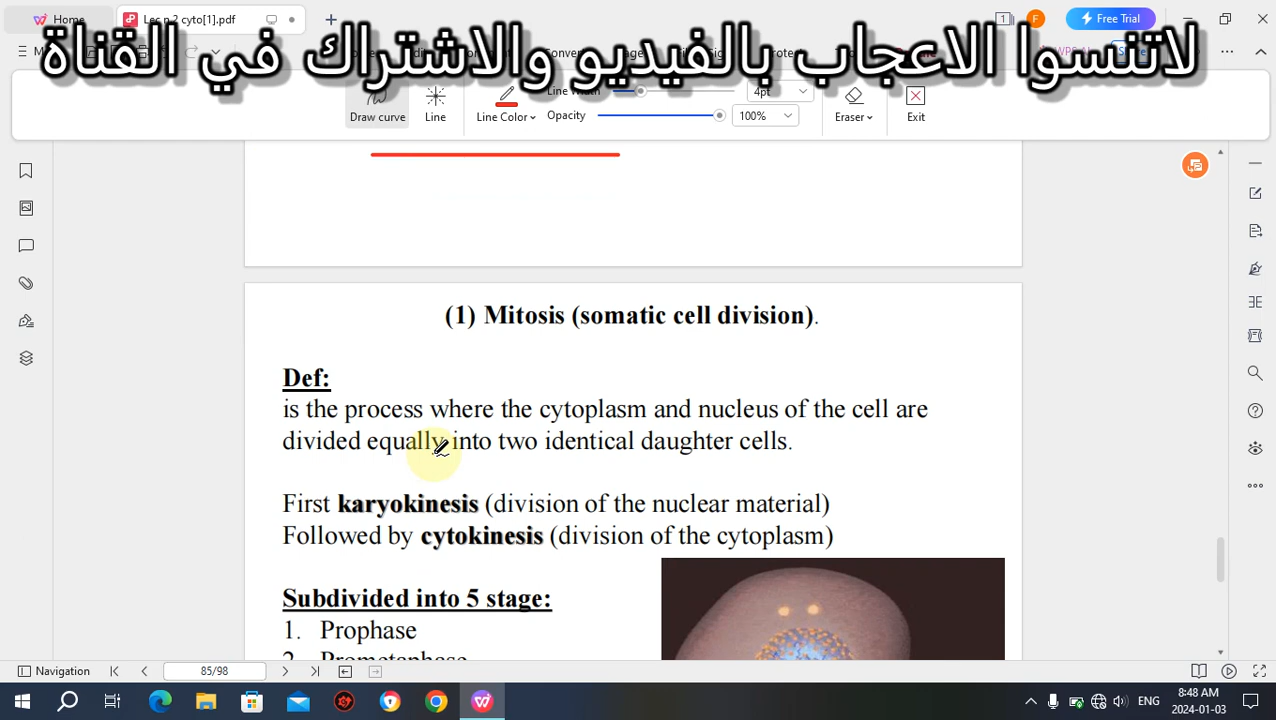 Home
Lec n 2 cyto[1].pdf
1
F
Free Trial
لاتنسوا الاعجاب بالفيديو والاشتراك في القناة
Draw curve
Line
Line Color
4pt
Opacity
100%
Eraser
Exit
(1) Mitosis (somatic cell division).
Def:
is the process where the cytoplasm and nucleus of the cell are
divided equally into two identical daughter cells.
First karyokinesis (division of the nuclear material)
Followed by cytokinesis (division of the cytoplasm)
Subdivided into 5 stage:
1. Prophase
2. Prometaphase
Navigation
85/98
ENG
8:48 AM
2024-01-03